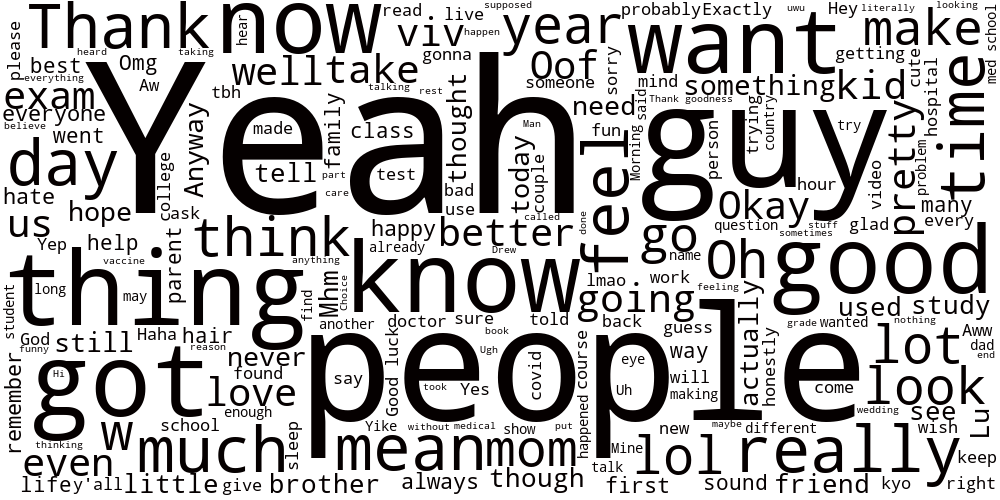 please
Thank
now
hear
read
live
supposed
viv
happen
year
probably
Exactly
uwu
Hey
literally
looking
want
make
med school
heard
taking
best
Omg
everything
Aw
well
take
gonna
Oof
someone
sorry
mind
something
getting
kid
cute
exam
tbh
talking
rest
need
said
Thank goodness
everyone
believe
went
Yeah
made
family
class
thought
Man
fun
Morning
guy
person
trying
country
try
pretty
hospital
time
day
college
Anyway
tell
part
care
test
bad
use
today
couple
feel
hour
video
problem
hate
hope
ask
called
done
Okay
many
every
us
Yep
help
vaccine
parent
think
happy
already
better
Drew
go
name
question
sometimes
stuff
glad
good
anything
thing
long
may
find
Mhm
Choice
know
lmao
going
work
feeling
Oh
used
study
student
God
funny
still
Haha
reason
hair
another
doctor
sure
book
told
back
guess
way
actually
honestly
grade
wanted
nothing
lot
Aww
dad
end
remember
Hi
got
never
found
love
enough
say
Good luck
Ugh
took
Yes
covid
people
happened
course
eye
Uh
will
making
come
look
wedding
see
wish
Lu
thinking
w
school
much
sleep
Yike
without
medical
show
put
mean
mom
Mine
talk
new
maybe
different
lol
really
keep
even
life
y'all
little
give
brother
always
though
first
sound
friend
kyo
right